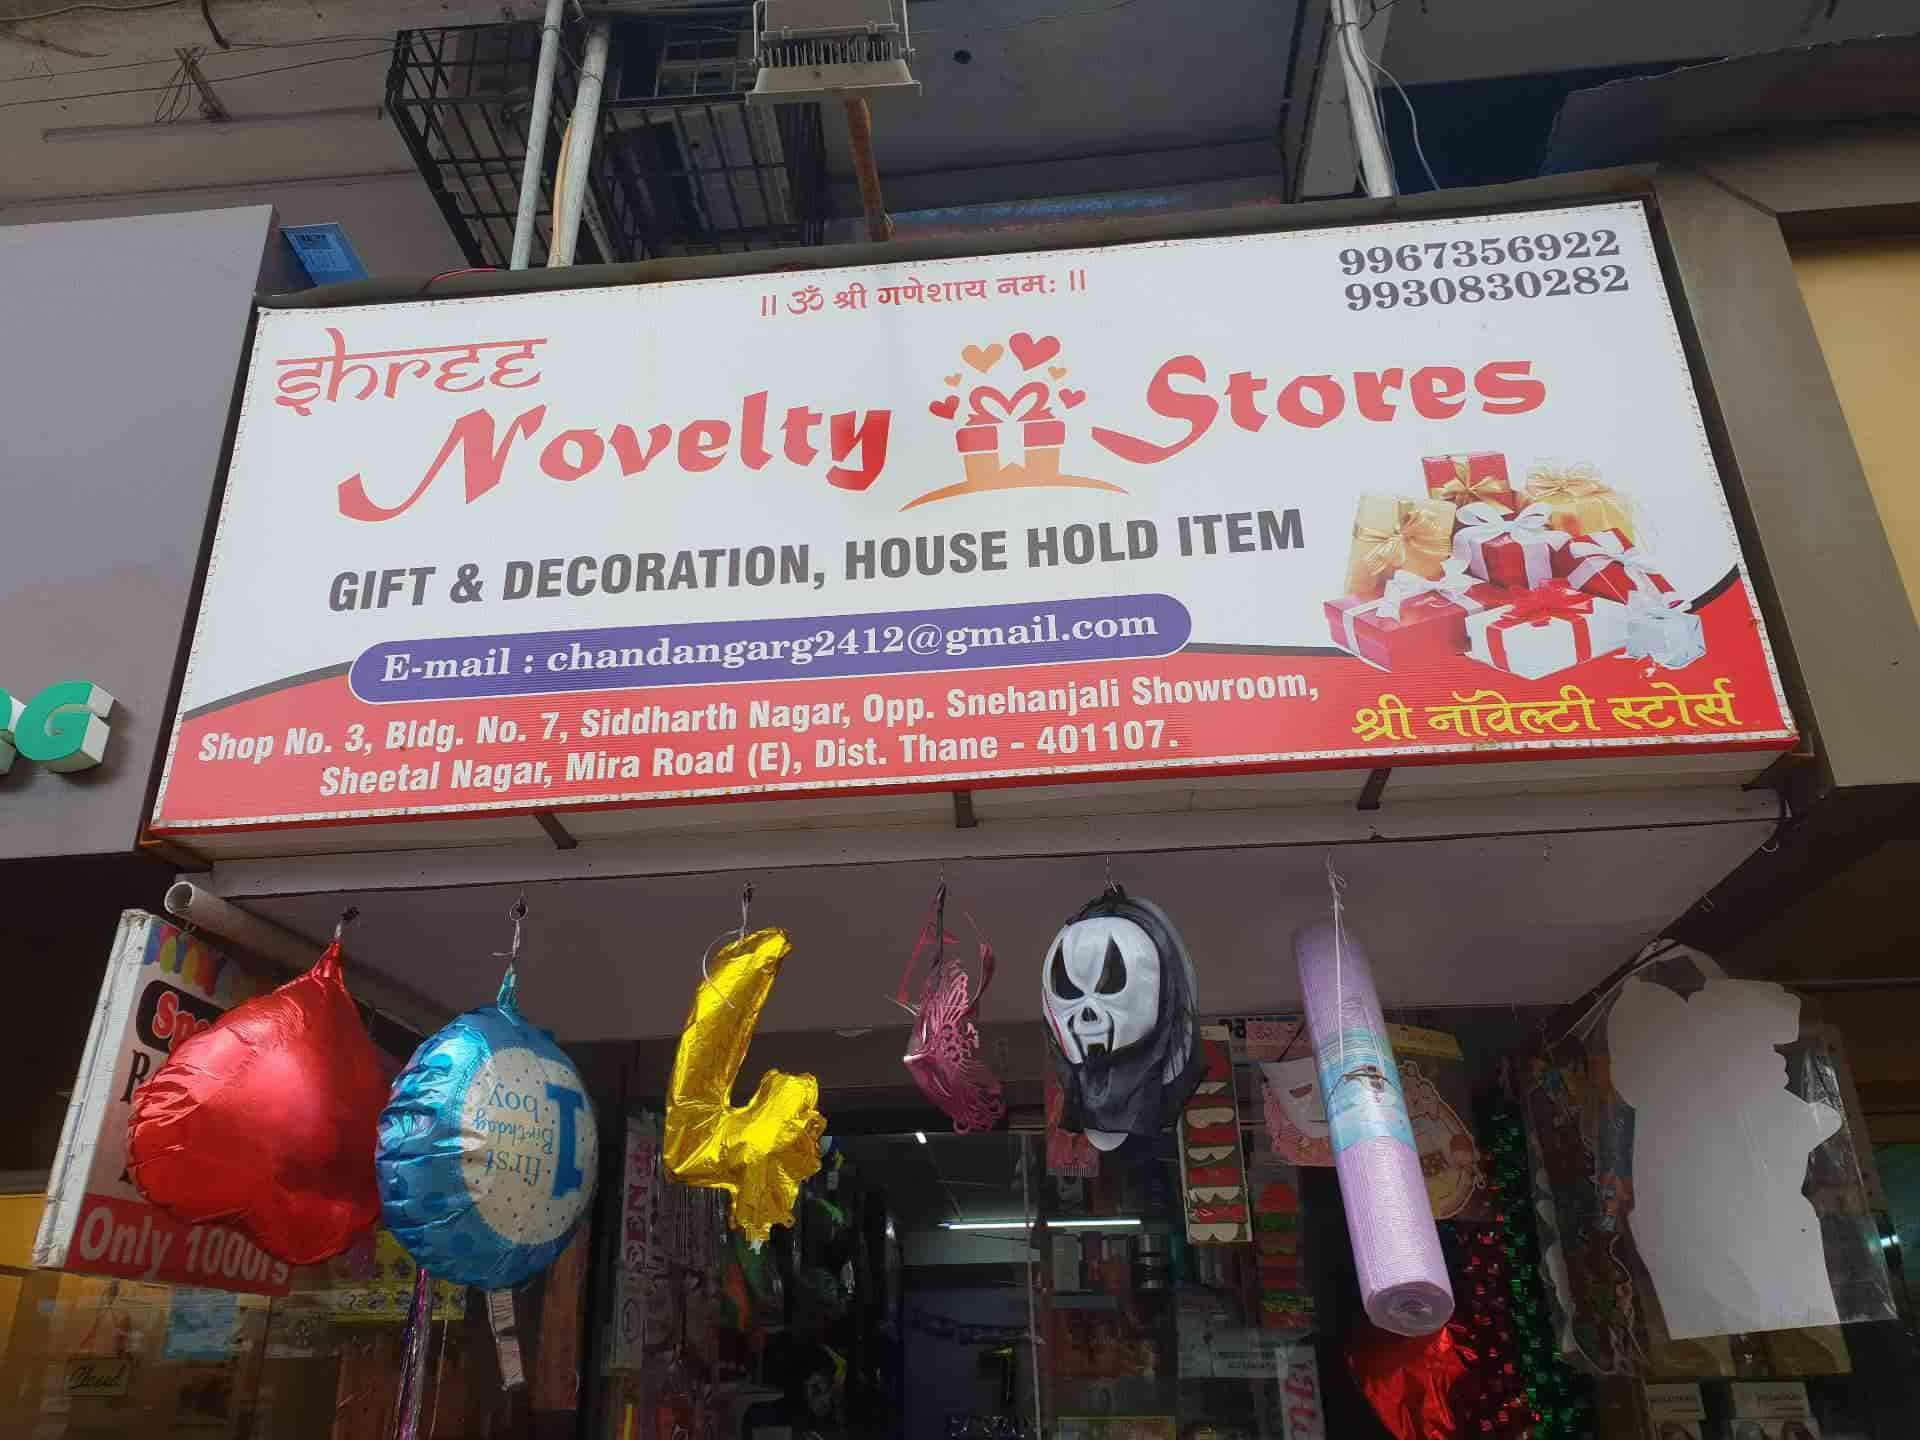 || ॐ श्री गणेशाय नमः ||
9967356922
9930830282
Shree
Novelty Stores
GIFT & DECORATION, HOUSE HOLD ITEM
E-mail : chandangarg2412@gmail.com
Shop No. 3, Bldg. No. 7, Siddharth Nagar, Opp. Snehanjali Showroom,
Sheetal Nagar, Mira Road (E), Dist. Thane - 401107.
श्री नॉवेल्टी स्टोर्स
RG
Only 1000rs
1
first
Birthday
boy
4
Closed